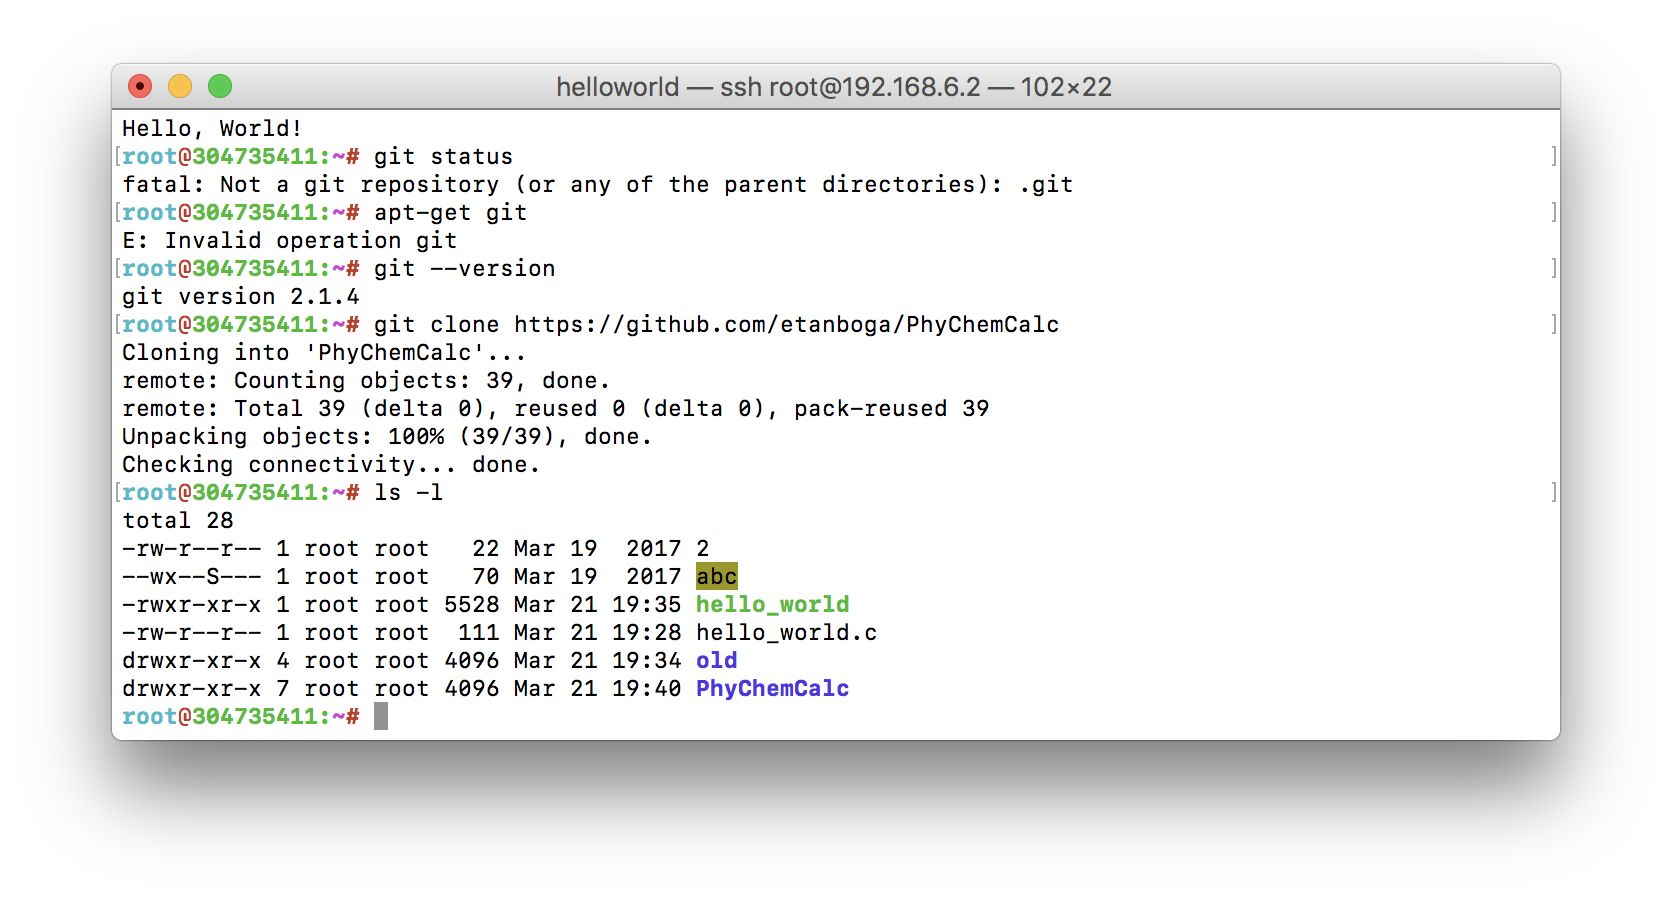 helloworld — ssh root@192.168.6.2 — 102×22
Hello, World!
[root@304735411:~# git status ]
fatal: Not a git repository (or any of the parent directories): .git
[root@304735411:~# apt-get git ]
E: Invalid operation git
[root@304735411:~# git --version ]
git version 2.1.4
[root@304735411:~# git clone https://github.com/etanboga/PhyChemCalc ]
Cloning into 'PhyChemCalc'...
remote: Counting objects: 39, done.
remote: Total 39 (delta 0), reused 0 (delta 0), pack-reused 39
Unpacking objects: 100% (39/39), done.
Checking connectivity... done.
[root@304735411:~# ls -l ]
total 28
-rw-r--r-- 1 root root   22 Mar 19  2017 2
--wx--S--- 1 root root   70 Mar 19  2017 abc
-rwxr-xr-x 1 root root 5528 Mar 21 19:35 hello_world
-rw-r--r-- 1 root root  111 Mar 21 19:28 hello_world.c
drwxr-xr-x 4 root root 4096 Mar 21 19:34 old
drwxr-xr-x 7 root root 4096 Mar 21 19:40 PhyChemCalc
root@304735411:~#